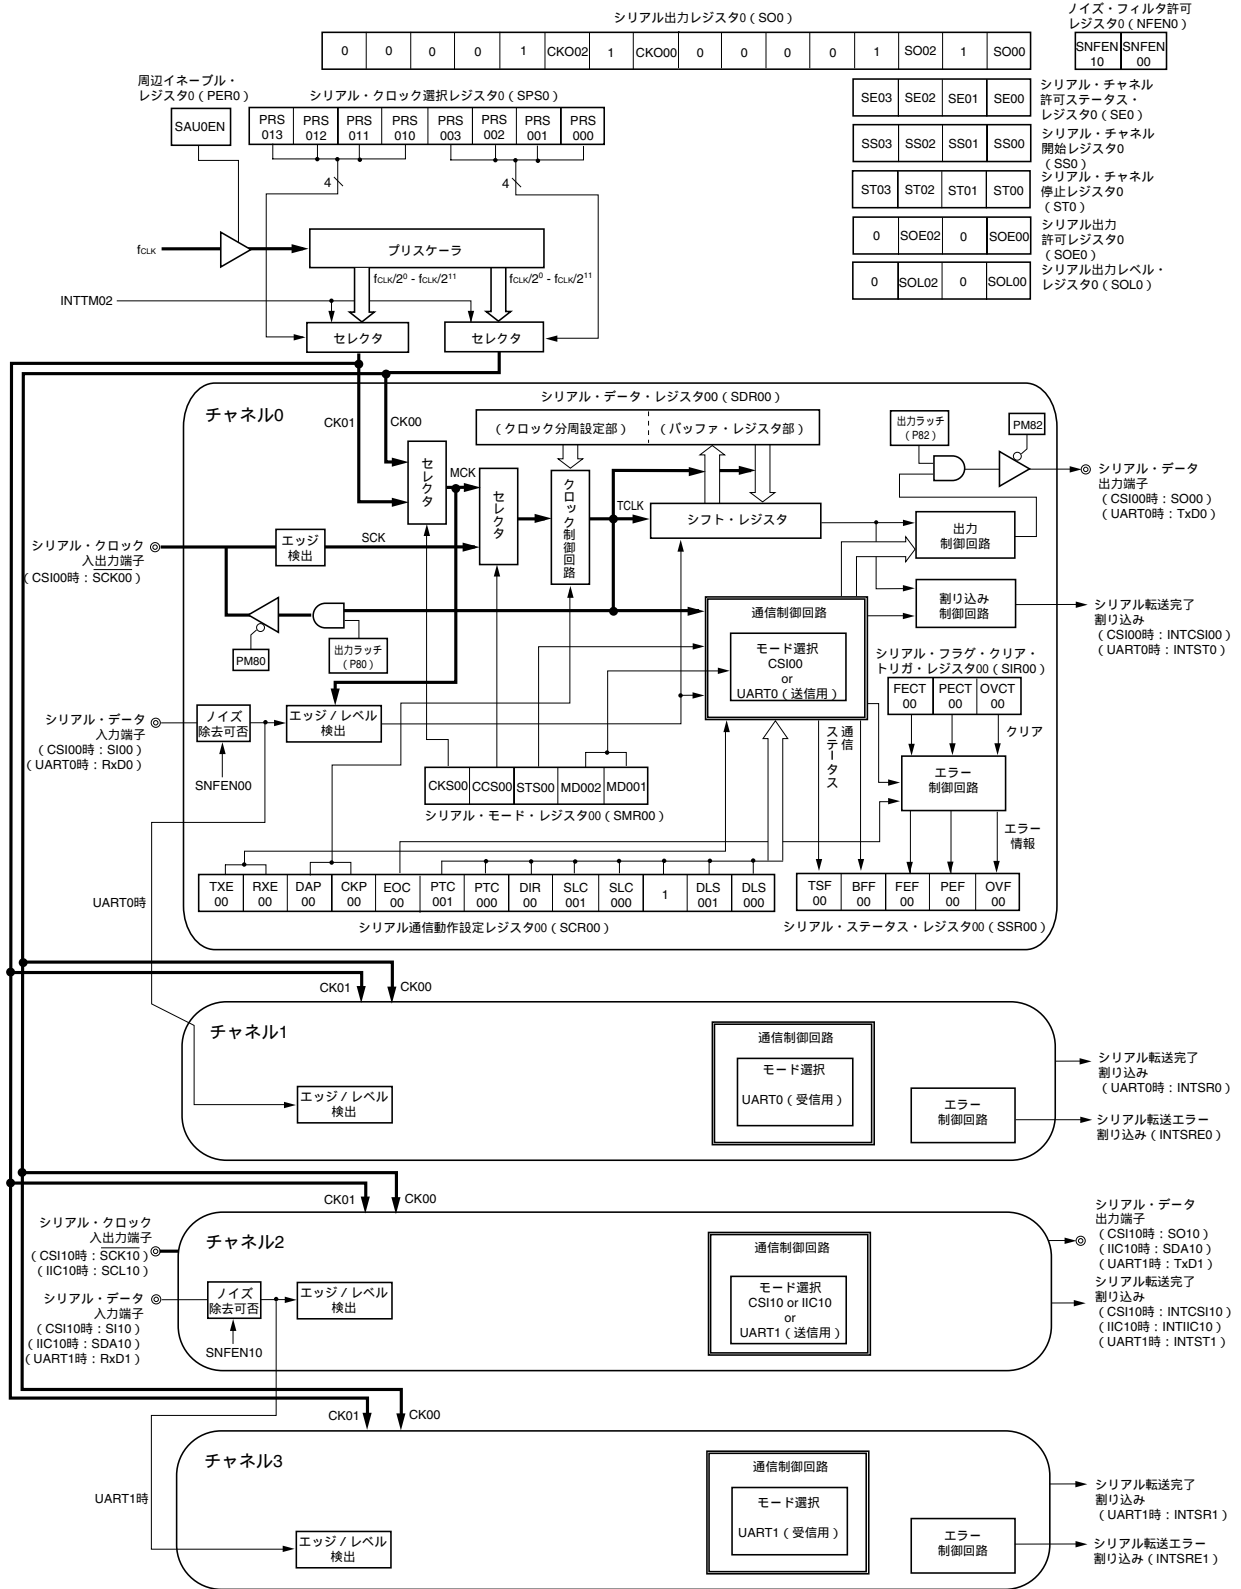 シリアル出力レジスタ0（SO0）
0 0 0 0 1 CKO02 1 CKO00 0 0 0 0 1 SO02 1 SO00
ノイズ・フィルタ許可
レジスタ0（NFEN0）
SNFEN SNFEN
10 00
周辺イネーブル・
レジスタ0（PER0）
SAU0EN
シリアル・クロック選択レジスタ0（SPS0）
PRS PRS PRS PRS PRS PRS PRS PRS
013 012 011 010 003 002 001 000
4 4
SE03 SE02 SE01 SE00
シリアル・チャネル
許可ステータス・
レジスタ0（SE0）
SS03 SS02 SS01 SS00
シリアル・チャネル
開始レジスタ0
（SS0）
ST03 ST02 ST01 ST00
シリアル・チャネル
停止レジスタ0
（ST0）
0 SOE02 0 SOE00
シリアル出力
許可レジスタ0
（SOE0）
0 SOL02 0 SOL00
シリアル出力レベル・
レジスタ0（SOL0）
fCLK
プリスケーラ
fCLK/2⁰ - fCLK/2¹¹ fCLK/2⁰ - fCLK/2¹¹
INTTM02
セレクタ セレクタ
チャネル0
CK01 CK00
シリアル・データ・レジスタ00（SDR00）
（クロック分周設定部） （バッファ・レジスタ部）
セレクタ
MCK
セレクタ
クロック制御回路
TCLK
シフト・レジスタ
出力ラッチ
（P82）
PM82
シリアル・データ
出力端子
（CSI00時：SO00）
（UART0時：TxD0）
出力
制御回路
シリアル・クロック
入出力端子
（CSI00時：SCK00）
エッジ
検出
SCK
PM80
出力ラッチ
（P80）
通信制御回路
モード選択
CSI00
or
UART0（送信用）
割り込み
制御回路
シリアル転送完了
割り込み
（CSI00時：INTCSI00）
（UART0時：INTST0）
シリアル・フラグ・クリア・
トリガ・レジスタ00（SIR00）
FECT PECT OVCT
00 00 00
クリア
シリアル・データ
入力端子
（CSI00時：SI00）
（UART0時：RxD0）
ノイズ
除去可否
SNFEN00
エッジ / レベル
検出
CKS00 CCS00 STS00 MD002 MD001
シリアル・モード・レジスタ00（SMR00）
通信
ステータス
エラー
制御回路
エラー
情報
UART0時
TXE RXE DAP CKP EOC PTC PTC DIR SLC SLC 1 DLS DLS
00 00 00 00 00 001 000 00 001 000 001 000
シリアル通信動作設定レジスタ00（SCR00）
TSF BFF FEF PEF OVF
00 00 00 00 00
シリアル・ステータス・レジスタ00（SSR00）
CK01 CK00
チャネル1
エッジ / レベル
検出
通信制御回路
モード選択
UART0（受信用）
エラー
制御回路
シリアル転送完了
割り込み
（UART0時：INTSR0）
シリアル転送エラー
割り込み（INTSRE0）
CK01 CK00
チャネル2
シリアル・クロック
入出力端子
（CSI10時：SCK10）
（IIC10時：SCL10）
シリアル・データ
入力端子
（CSI10時：SI10）
（IIC10時：SDA10）
（UART1時：RxD1）
ノイズ
除去可否
SNFEN10
エッジ / レベル
検出
通信制御回路
モード選択
CSI10 or IIC10
or
UART1（送信用）
シリアル・データ
出力端子
（CSI10時：SO10）
（IIC10時：SDA10）
（UART1時：TxD1）
シリアル転送完了
割り込み
（CSI10時：INTCSI10）
（IIC10時：INTIIC10）
（UART1時：INTST1）
CK01 CK00
チャネル3
UART1時
エッジ / レベル
検出
通信制御回路
モード選択
UART1（受信用）
エラー
制御回路
シリアル転送完了
割り込み
（UART1時：INTSR1）
シリアル転送エラー
割り込み（INTSRE1）